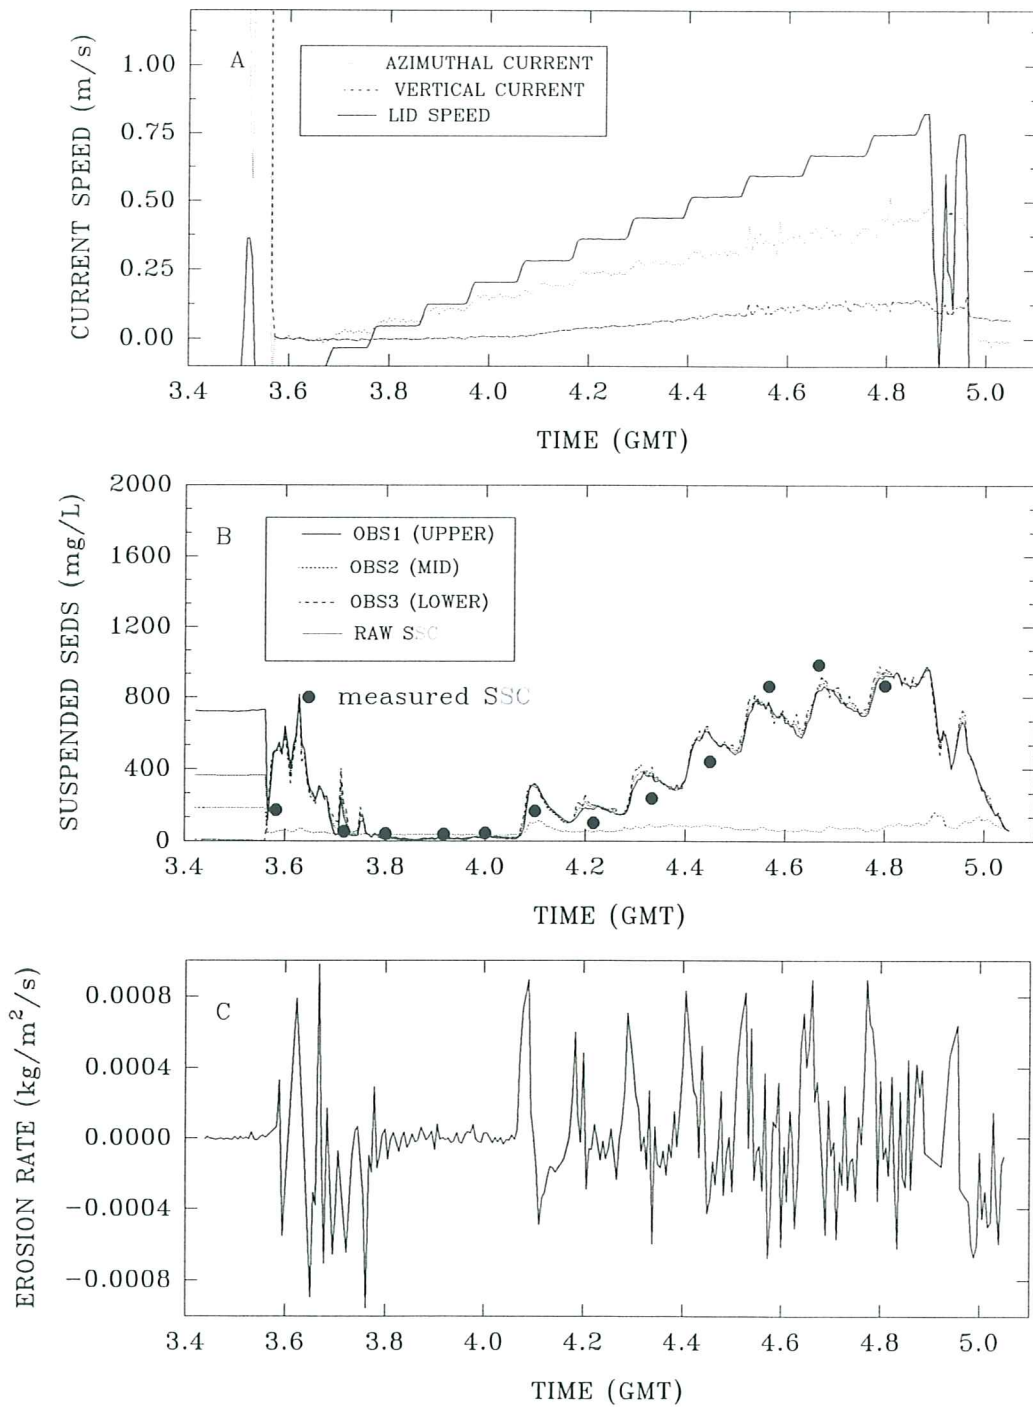 A
AZIMUTHAL CURRENT
VERTICAL CURRENT
LID SPEED
CURRENT SPEED (m/s)
1.00
0.75
0.50
0.25
0.00
3.4 3.6 3.8 4.0 4.2 4.4 4.6 4.8 5.0
TIME (GMT)
B
OBS1 (UPPER)
OBS2 (MID)
OBS3 (LOWER)
RAW SSC
measured SSC
SUSPENDED SEDS (mg/L)
2000
1600
1200
800
400
0
3.4 3.6 3.8 4.0 4.2 4.4 4.6 4.8 5.0
TIME (GMT)
C
EROSION RATE (kg/m²/s)
0.0008
0.0004
0.0000
−0.0004
−0.0008
3.4 3.6 3.8 4.0 4.2 4.4 4.6 4.8 5.0
TIME (GMT)